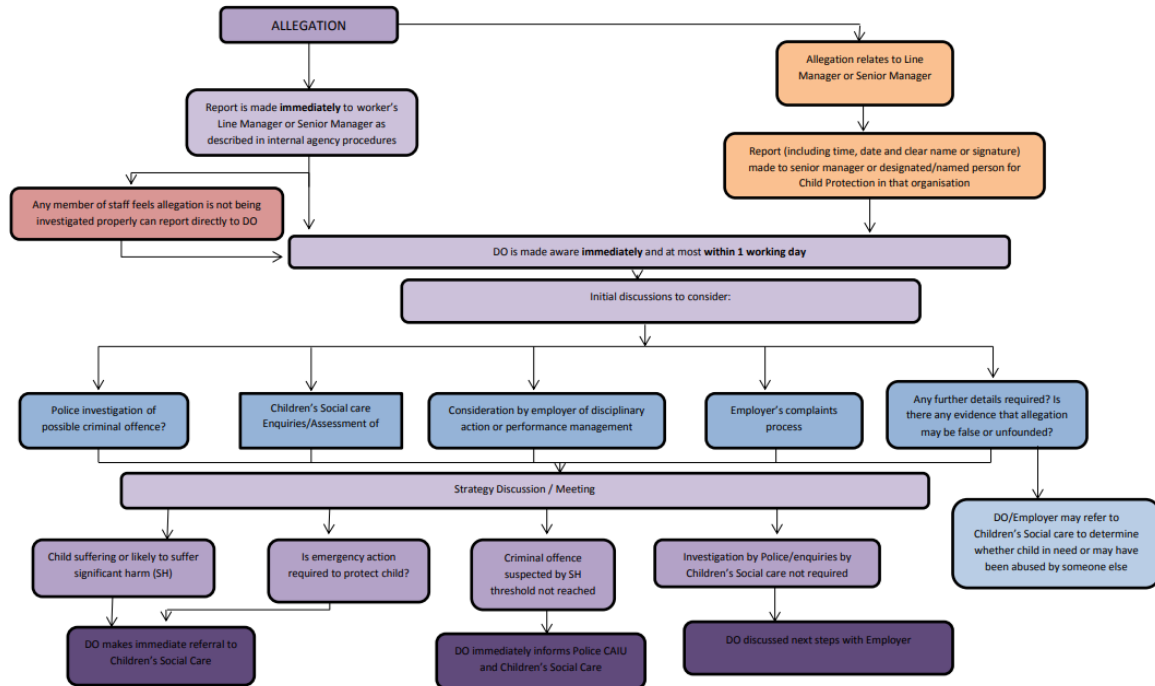 ALLEGATION
Allegation relates to Line
Manager or Senior Manager
Report is made immediately to worker's
Line Manager or Senior Manager as
described in internal agency procedures
Report (including time, date and clear name or signature)
made to senior manager or designated/named person for
Child Protection in that organisation
Any member of staff feels allegation is not being
investigated properly can report directly to DO
DO is made aware immediately and at most within 1 working day
Initial discussions to consider:
Police investigation of
possible criminal offence?
Children's Social care
Enquiries/Assessment of
Consideration by employer of disciplinary
action or performance management
Employer's complaints
process
Any further details required? Is
there any evidence that allegation
may be false or unfounded?
Strategy Discussion / Meeting
DO/Employer may refer to
Children's Social care to determine
whether child in need or may have
been abused by someone else
Child suffering or likely to suffer
significant harm (SH)
Is emergency action
required to protect child?
Criminal offence
suspected by SH
threshold not reached
Investigation by Police/enquiries by
Children's Social care not required
DO makes immediate referral to
Children's Social Care
DO immediately informs Police CAIU
and Children's Social Care
DO discussed next steps with Employer